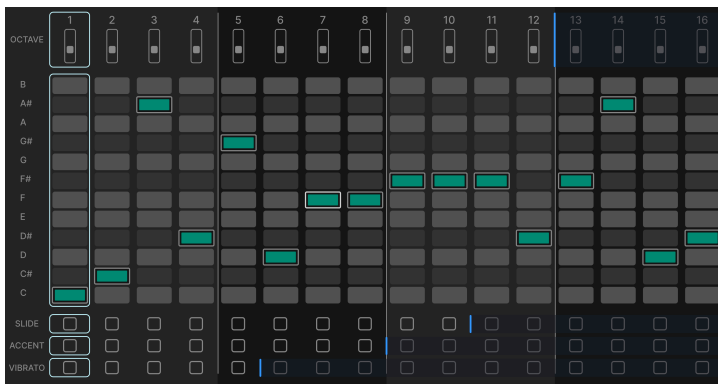 1 2 3 4 5 6 7 8 9 10 11 12 13 14 15 16
OCTAVE
B
A#
A
G#
G
F#
F
E
D#
D
C#
C
SLIDE
ACCENT
VIBRATO